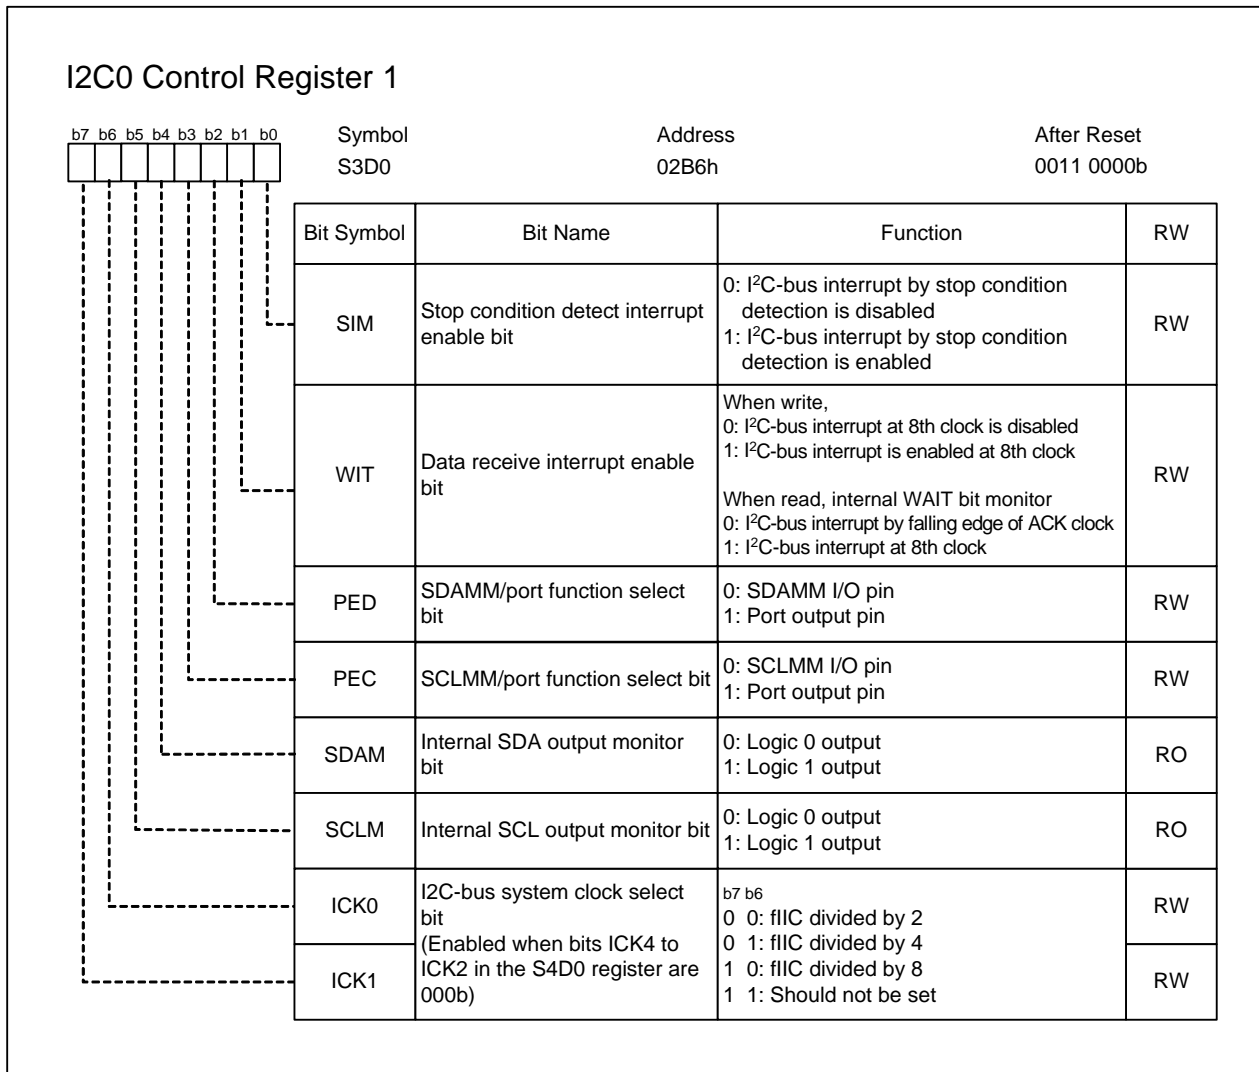 I2C0 Control Register 1
b7 b6 b5 b4 b3 b2 b1 b0
Symbol Address After Reset
S3D0 02B6h 0011 0000b
Bit Symbol Bit Name Function RW
SIM
Stop condition detect interrupt
enable bit
0: I²C-bus interrupt by stop condition
detection is disabled
1: I²C-bus interrupt by stop condition
detection is enabled
RW
WIT
Data receive interrupt enable
bit
When write,
0: I²C-bus interrupt at 8th clock is disabled
1: I²C-bus interrupt is enabled at 8th clock
When read, internal WAIT bit monitor
0: I²C-bus interrupt by falling edge of ACK clock
1: I²C-bus interrupt at 8th clock
RW
PED
SDAMM/port function select
bit
0: SDAMM I/O pin
1: Port output pin
RW
PEC
SCLMM/port function select bit
0: SCLMM I/O pin
1: Port output pin
RW
SDAM
Internal SDA output monitor
bit
0: Logic 0 output
1: Logic 1 output
RO
SCLM
Internal SCL output monitor bit
0: Logic 0 output
1: Logic 1 output
RO
ICK0
I2C-bus system clock select
bit
(Enabled when bits ICK4 to
ICK2 in the S4D0 register are
000b)
b7 b6
0 0: fIIC divided by 2
0 1: fIIC divided by 4
1 0: fIIC divided by 8
1 1: Should not be set
RW
ICK1
RW